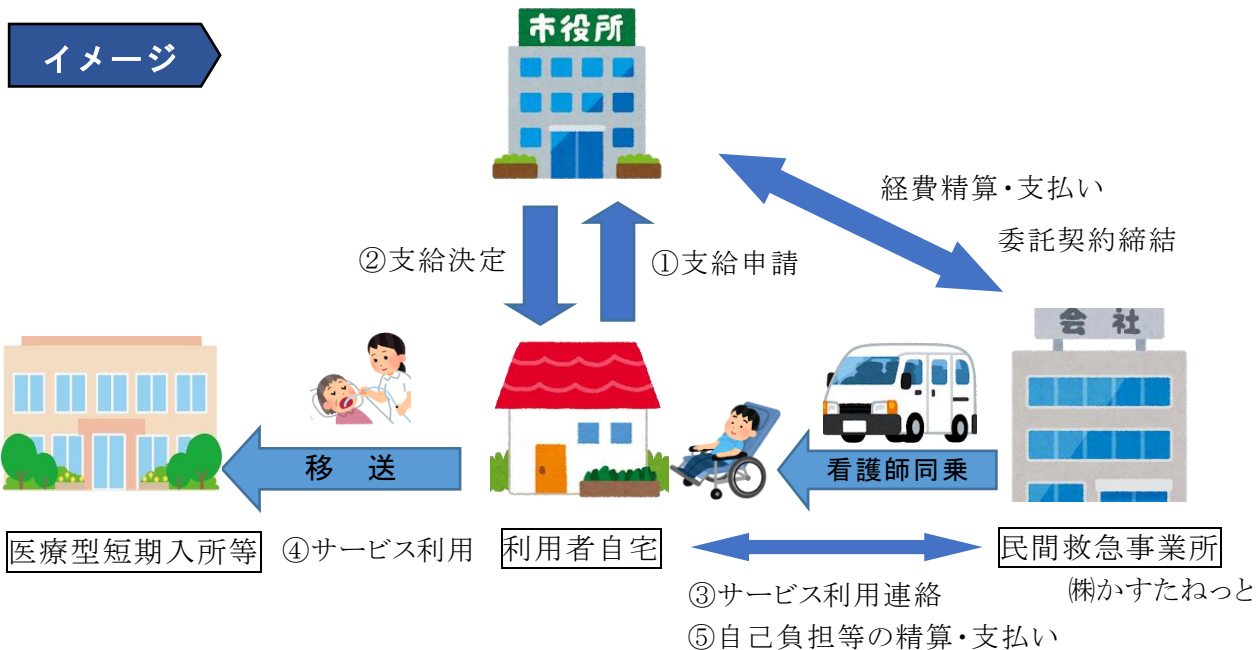 イメージ
市役所
経費精算・支払い
委託契約締結
②支給決定
①支給申請
会社
移　送
看護師同乗
医療型短期入所等
④サービス利用
利用者自宅
民間救急事業所
③サービス利用連絡
㈱かすたねっと
⑤自己負担等の精算・支払い